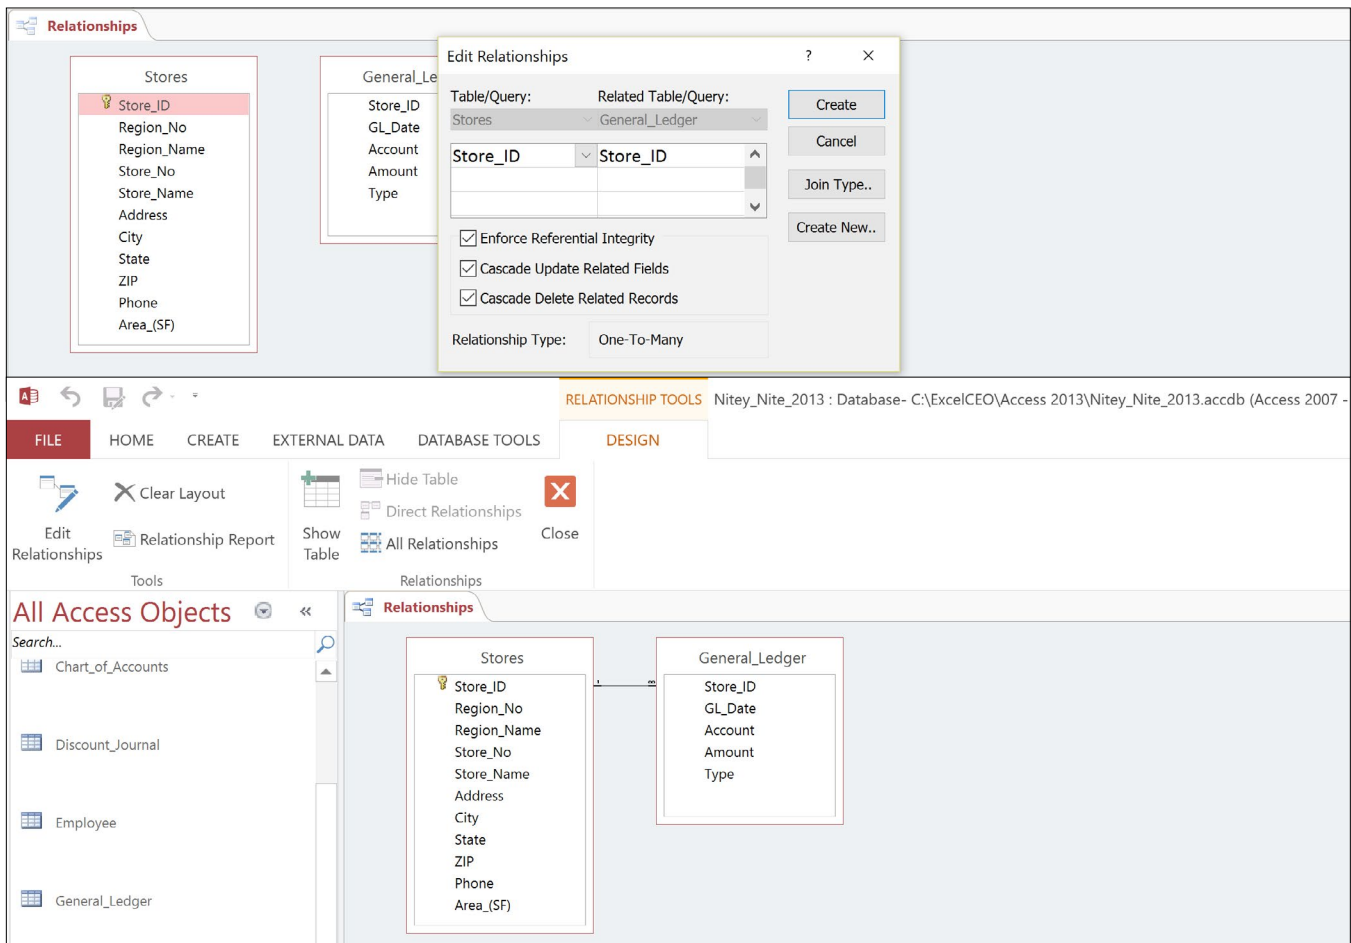 Relationships
Stores
Store_ID
Region_No
Region_Name
Store_No
Store_Name
Address
City
State
ZIP
Phone
Area_(SF)
General_Le
Store_ID
GL_Date
Account
Amount
Type
Edit Relationships ?
Table/Query: Related Table/Query:
Stores General_Ledger
Store_ID Store_ID
Enforce Referential Integrity
Cascade Update Related Fields
Cascade Delete Related Records
Relationship Type: One-To-Many
Create
Cancel
Join Type..
Create New..
RELATIONSHIP TOOLS Nitey_Nite_2013 : Database- C:\ExcelCEO\Access 2013\Nitey_Nite_2013.accdb (Access 2007 -
FILE HOME CREATE EXTERNAL DATA DATABASE TOOLS DESIGN
Edit
Relationships
Clear Layout
Relationship Report
Tools
Show
Table
Hide Table
Direct Relationships
All Relationships
Close
Relationships
All Access Objects «
Search...
Chart_of_Accounts
Discount_Journal
Employee
General_Ledger
Relationships
Stores
Store_ID
Region_No
Region_Name
Store_No
Store_Name
Address
City
State
ZIP
Phone
Area_(SF)
1 ∞
General_Ledger
Store_ID
GL_Date
Account
Amount
Type